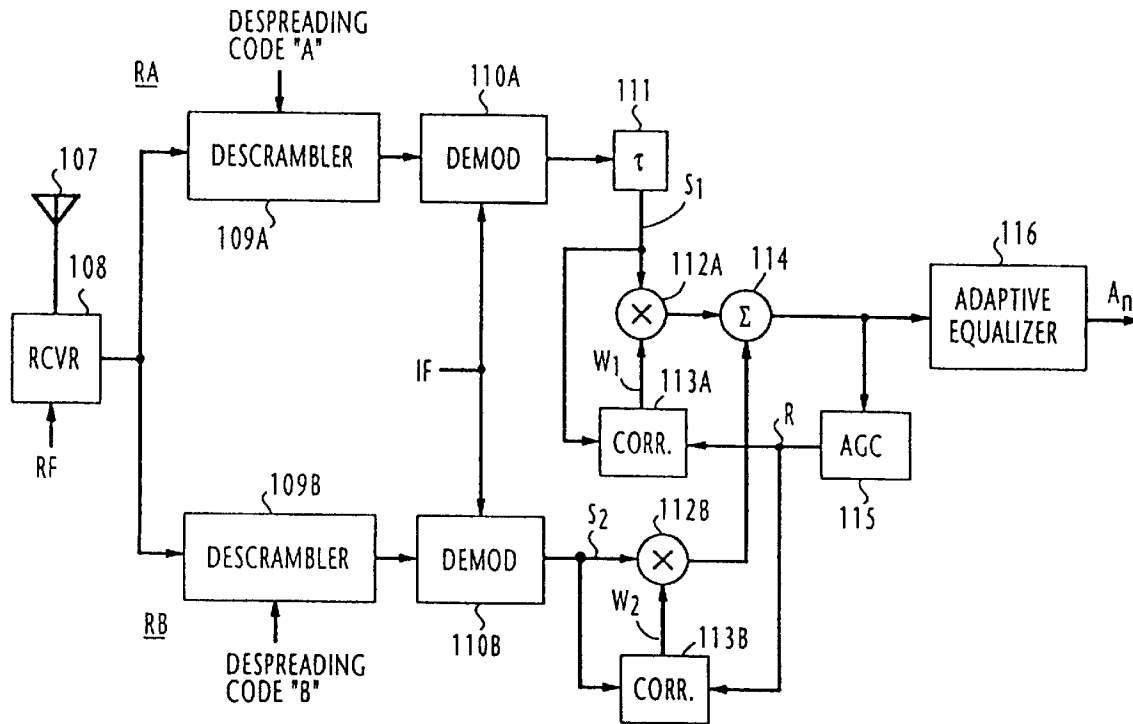 DESPREADING
CODE "A"
RA
110A
111
DESCRAMBLER
DEMOD
τ
107
S1
109A
116
108
112A
114
ADAPTIVE
EQUALIZER
An
×
Σ
RCVR
IF
W1
113A
R
CORR.
AGC
RF
109B
S2
112B
115
DESCRAMBLER
DEMOD
×
RB
W2
110B
113B
DESPREADING
CODE "B"
CORR.